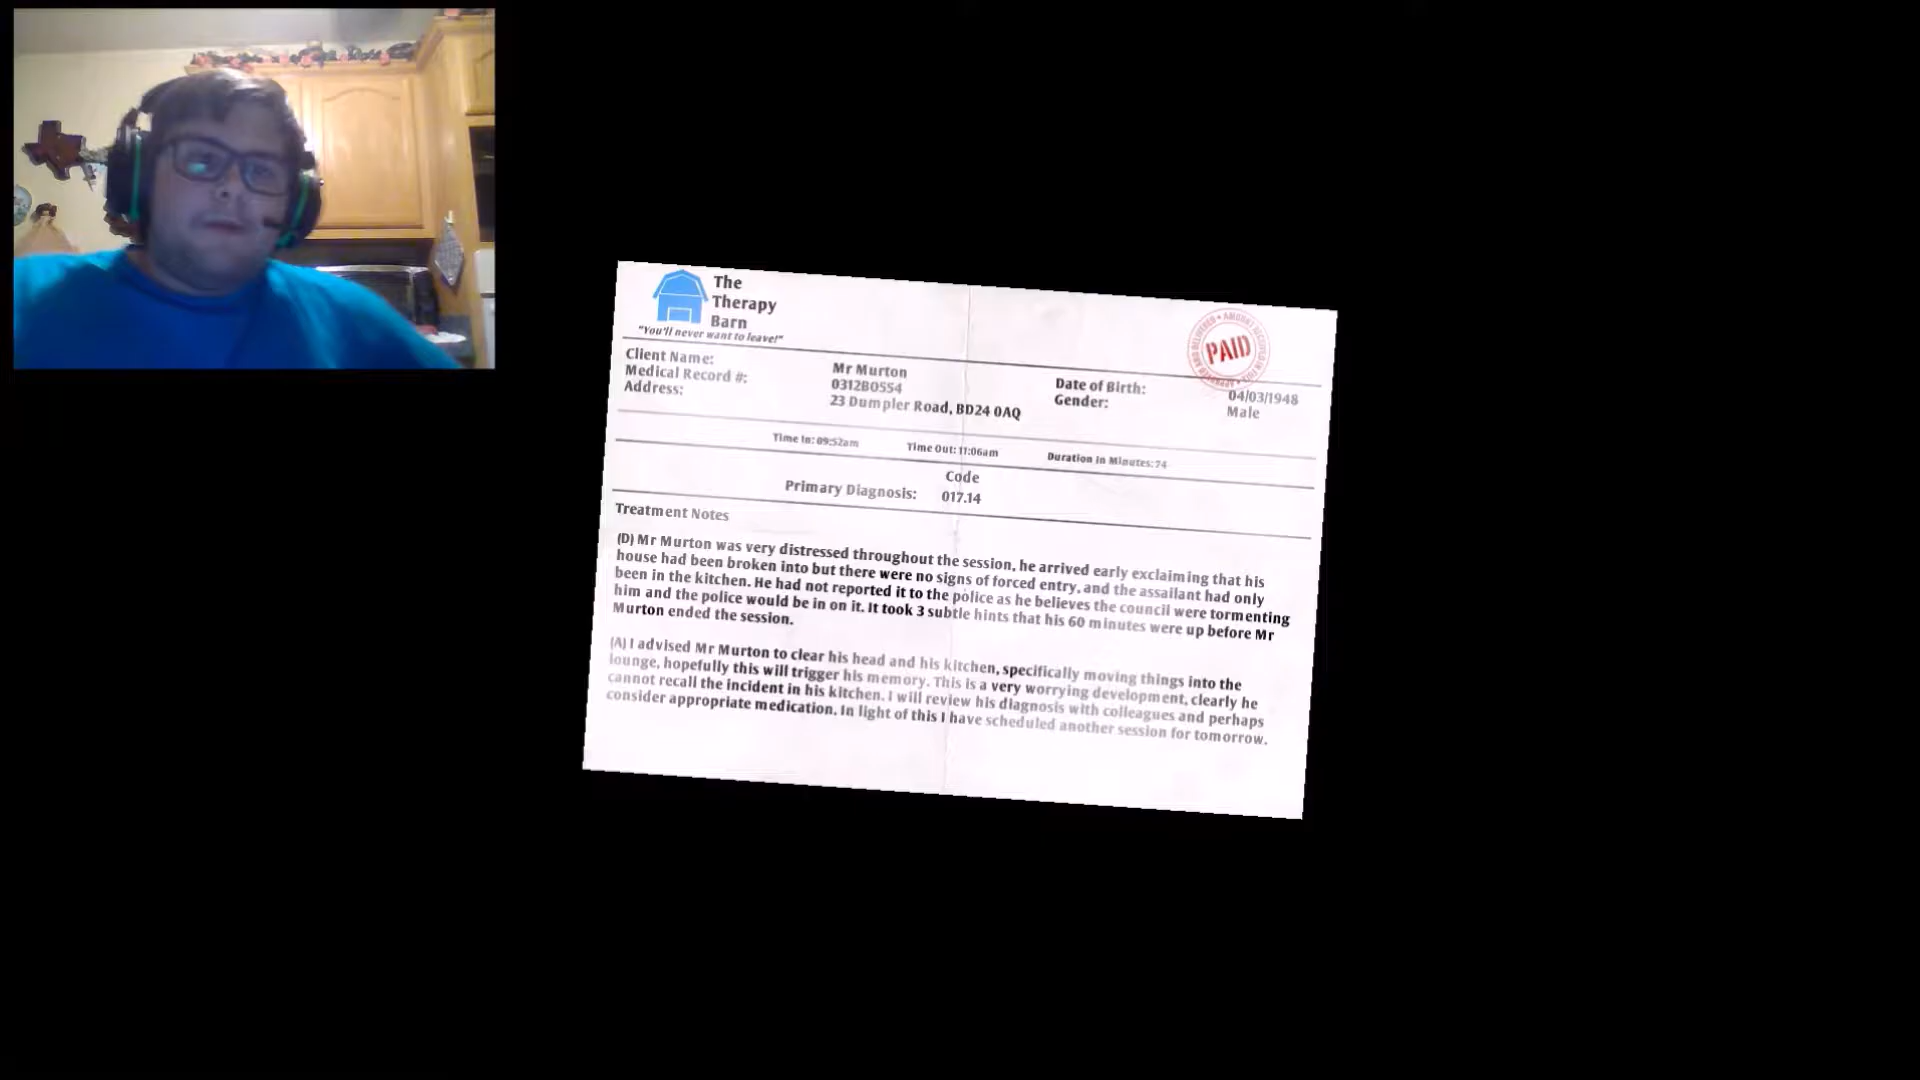 The
Therapy
Barn
"You'll never want to leave!"
PAID
Client Name: Mr Murton
Medical Record #: 0312B0554
Address: 23 Dumpler Road, BD24 0AQ
Date of Birth: 04/03/1948
Gender: Male
Time In: 09:52am Time Out: 11:06am Duration in Minutes: 74
Code
Primary Diagnosis: 017.14
Treatment Notes
(D) Mr Murton was very distressed throughout the session, he arrived early exclaiming that his
house had been broken into but there were no signs of forced entry, and the assailant had only
been in the kitchen. He had not reported it to the police as he believes the council were tormenting
him and the police would be in on it. It took 3 subtle hints that his 60 minutes were up before Mr
Murton ended the session.
(A) I advised Mr Murton to clear his head and his kitchen, specifically moving things into the
lounge, hopefully this will trigger his memory. This is a very worrying development, clearly he
cannot recall the incident in his kitchen. I will review his diagnosis with colleagues and perhaps
consider appropriate medication. In light of this I have scheduled another session for tomorrow.